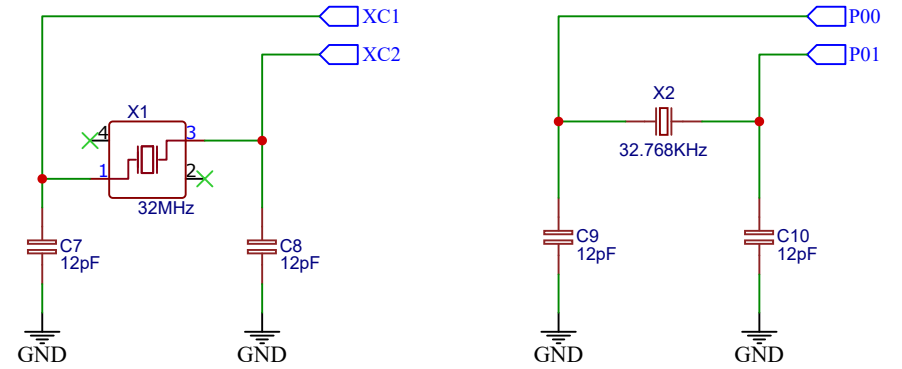 XC1
XC2
X1
4
3
1
2
32MHz
C7
12pF
C8
12pF
GND
GND
P00
P01
X2
32.768KHz
C9
12pF
C10
12pF
GND
GND